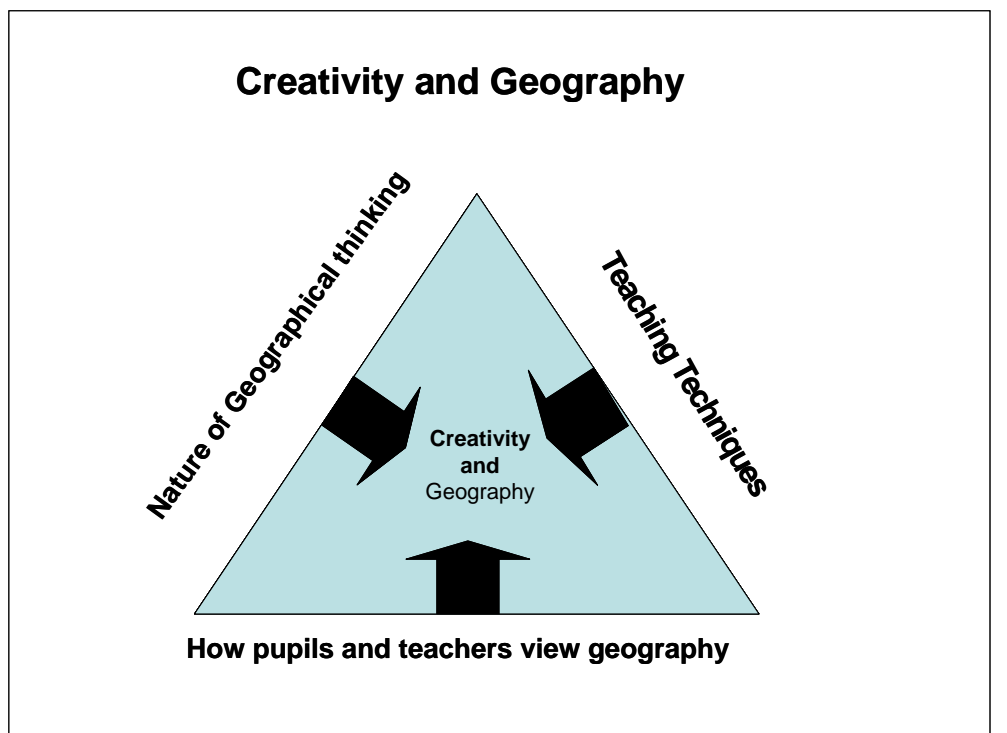 Creativity and Geography
Nature of Geographical thinking
Teaching Techniques
Creativity
and
Geography
How pupils and teachers view geography